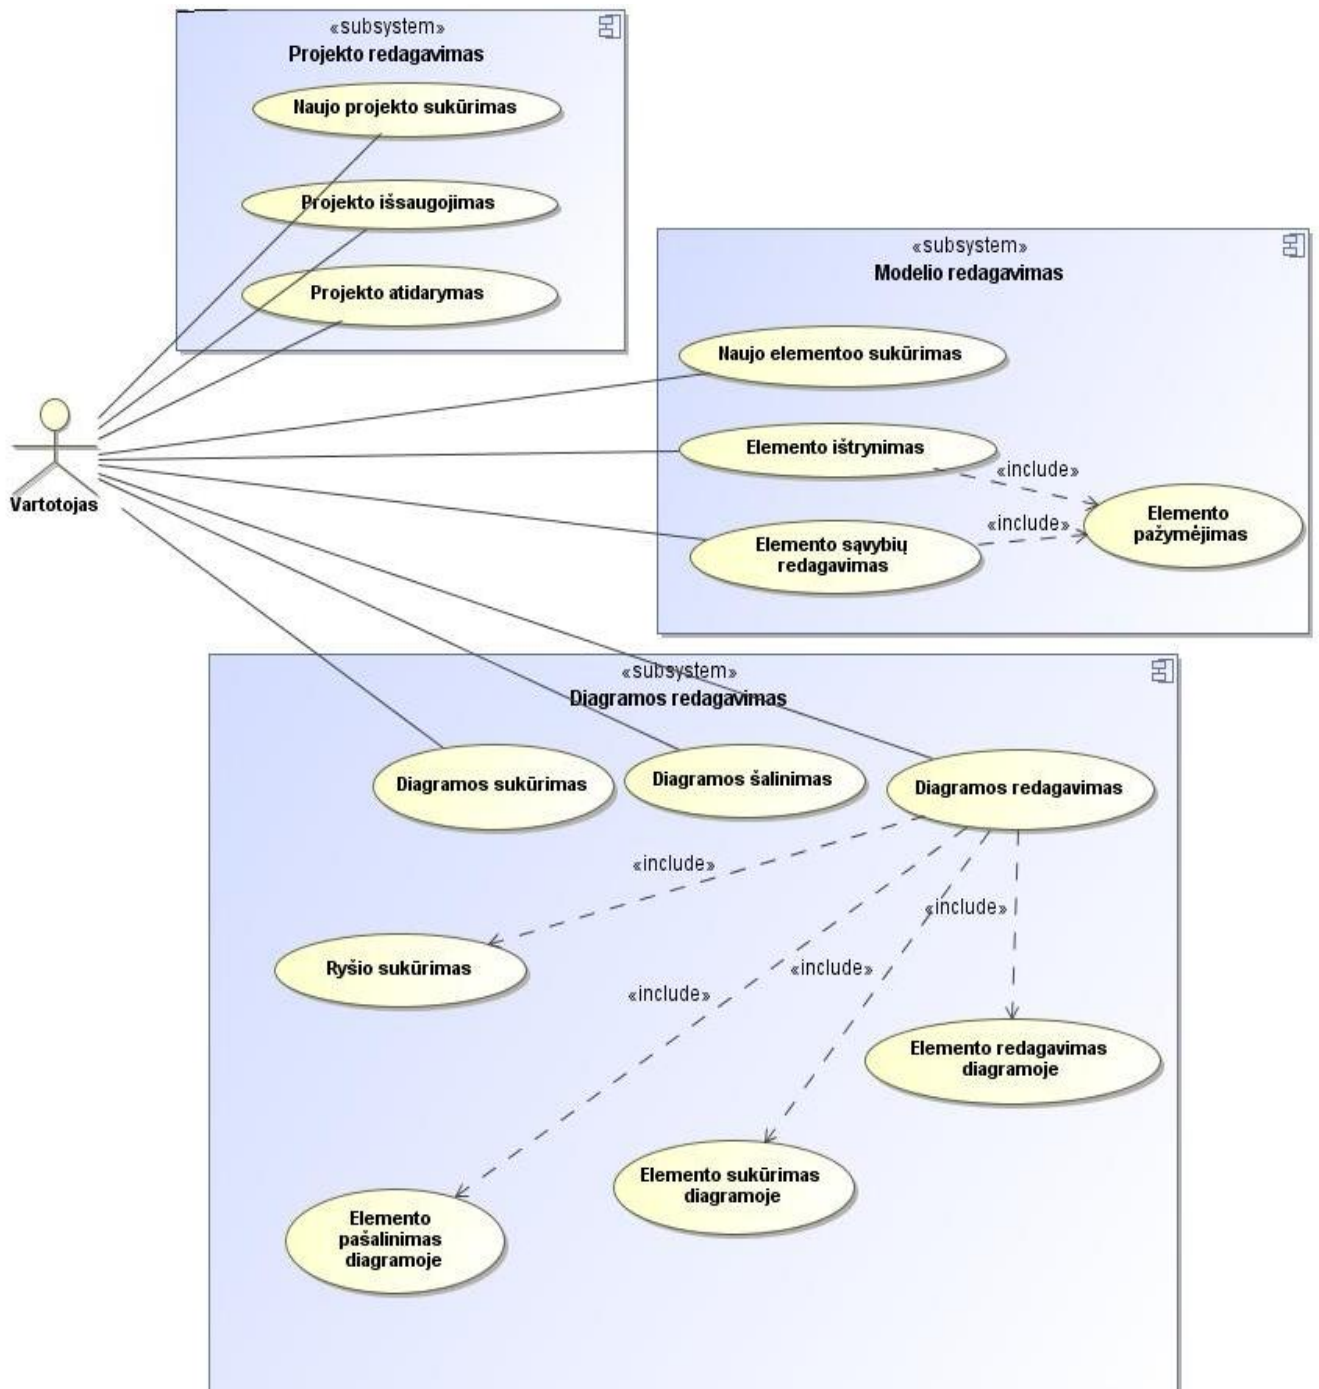 «subsystem»
Projekto redagavimas
Naujo projekto sukūrimas
Projekto išsaugojimas
Projekto atidarymas
«subsystem»
Modelio redagavimas
Naujo elementoo sukūrimas
Elemento ištrynimas
«include»
Elemento
pažymėjimas
«include»
Elemento sąvybių
redagavimas
Vartotojas
«subsystem»
Diagramos redagavimas
Diagramos sukūrimas
Diagramos šalinimas
Diagramos redagavimas
«include»
«include»
«include»
«include»
Ryšio sukūrimas
Elemento redagavimas
diagramoje
Elemento sukūrimas
diagramoje
Elemento
pašalinimas
diagramoje